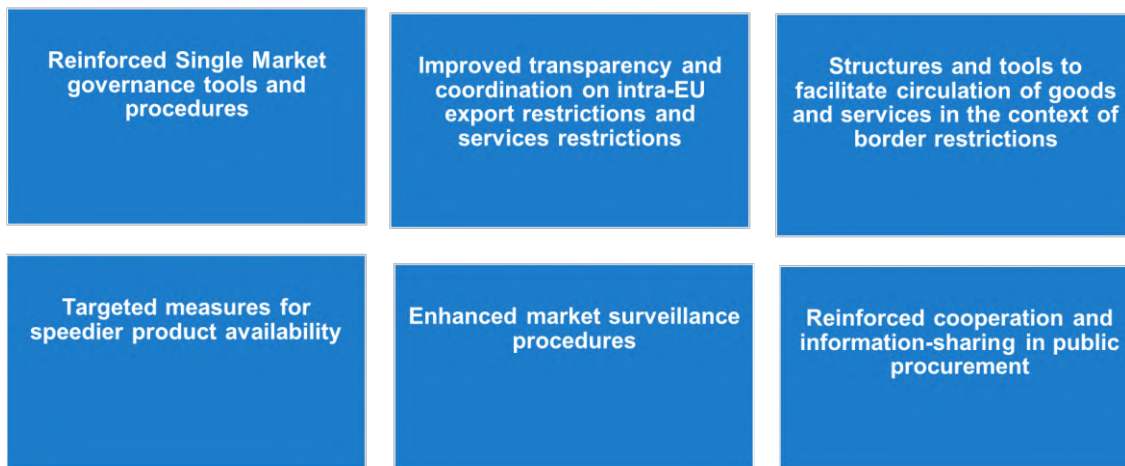 Reinforced Single Market
governance tools and
procedures
Improved transparency and
coordination on intra-EU
export restrictions and
services restrictions
Structures and tools to
facilitate circulation of goods
and services in the context of
border restrictions
Targeted measures for
speedier product availability
Enhanced market surveillance
procedures
Reinforced cooperation and
information-sharing in public
procurement